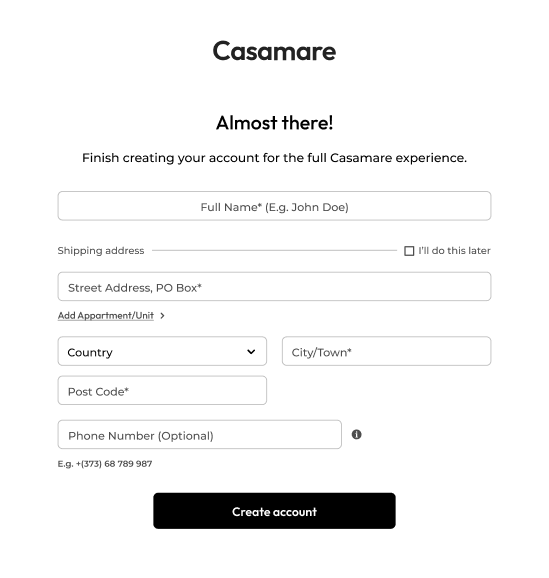 Casamare
Almost there!
Finish creating your account for the full Casamare experience.
Full Name* (E.g. John Doe)
Shipping address
I'll do this later
Street Address, PO Box*
Add Appartment/Unit
Country
City/Town*
Post Code*
Phone Number (Optional)
E.g. +(373) 68 789 987
Create account